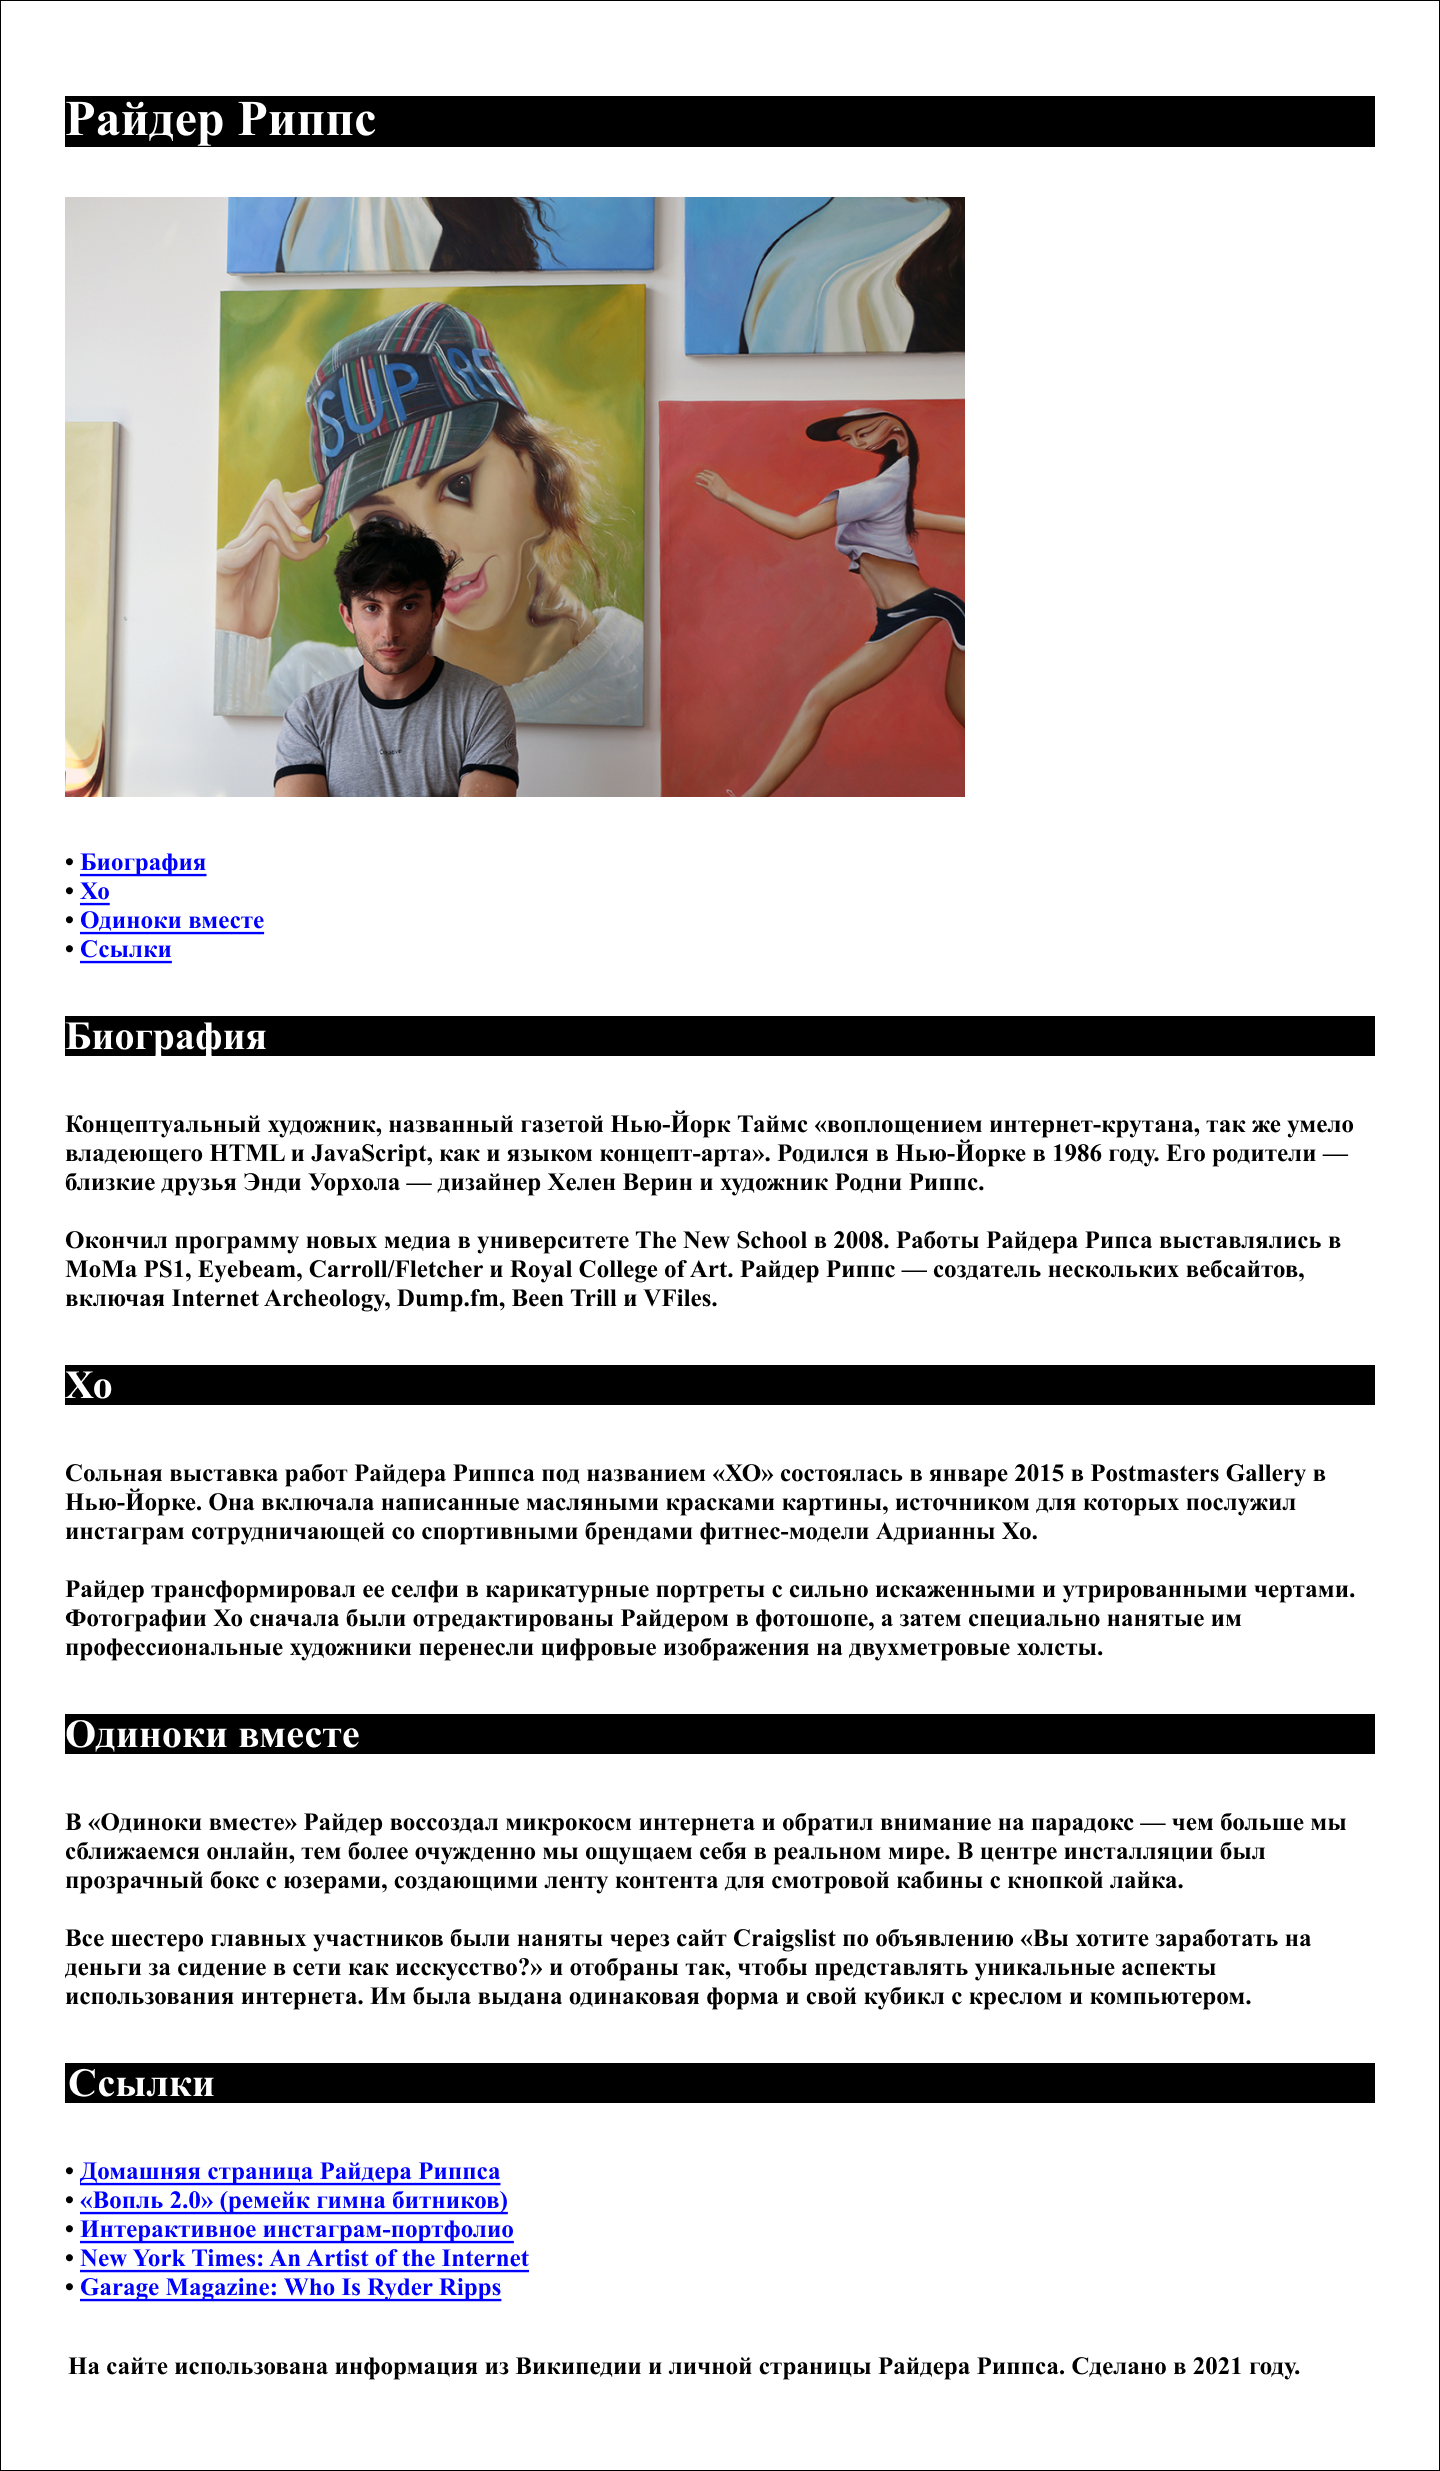 Райдер Риппс
SUP
• Биография
• Хо
• Одиноки вместе
• Ссылки
Биография
Концептуальный художник, названный газетой Нью-Йорк Таймс «воплощением интернет-крутана, так же умело
владеющего HTML и JavaScript, как и языком концепт-арта». Родился в Нью-Йорке в 1986 году. Его родители —
близкие друзья Энди Уорхола — дизайнер Хелен Верин и художник Родни Риппс.
Окончил программу новых медиа в университете The New School в 2008. Работы Райдера Рипса выставлялись в
MoMa PS1, Eyebeam, Carroll/Fletcher и Royal College of Art. Райдер Риппс — создатель нескольких вебсайтов,
включая Internet Archeology, Dump.fm, Been Trill и VFiles.
Хо
Сольная выставка работ Райдера Риппса под названием «ХО» состоялась в январе 2015 в Postmasters Gallery в
Нью-Йорке. Она включала написанные масляными красками картины, источником для которых послужил
инстаграм сотрудничающей со спортивными брендами фитнес-модели Адрианны Хо.
Райдер трансформировал ее селфи в карикатурные портреты с сильно искаженными и утрированными чертами.
Фотографии Хо сначала были отредактированы Райдером в фотошопе, а затем специально нанятые им
профессиональные художники перенесли цифровые изображения на двухметровые холсты.
Одиноки вместе
В «Одиноки вместе» Райдер воссоздал микрокосм интернета и обратил внимание на парадокс — чем больше мы
сближаемся онлайн, тем более очужденно мы ощущаем себя в реальном мире. В центре инсталляции был
прозрачный бокс с юзерами, создающими ленту контента для смотровой кабины с кнопкой лайка.
Все шестеро главных участников были наняты через сайт Craigslist по объявлению «Вы хотите заработать на
деньги за сидение в сети как исскусство?» и отобраны так, чтобы представлять уникальные аспекты
использования интернета. Им была выдана одинаковая форма и свой кубикл с креслом и компьютером.
Ссылки
• Домашняя страница Райдера Риппса
• «Вопль 2.0» (ремейк гимна битников)
• Интерактивное инстаграм-портфолио
• New York Times: An Artist of the Internet
• Garage Magazine: Who Is Ryder Ripps
На сайте использована информация из Википедии и личной страницы Райдера Риппса. Сделано в 2021 году.